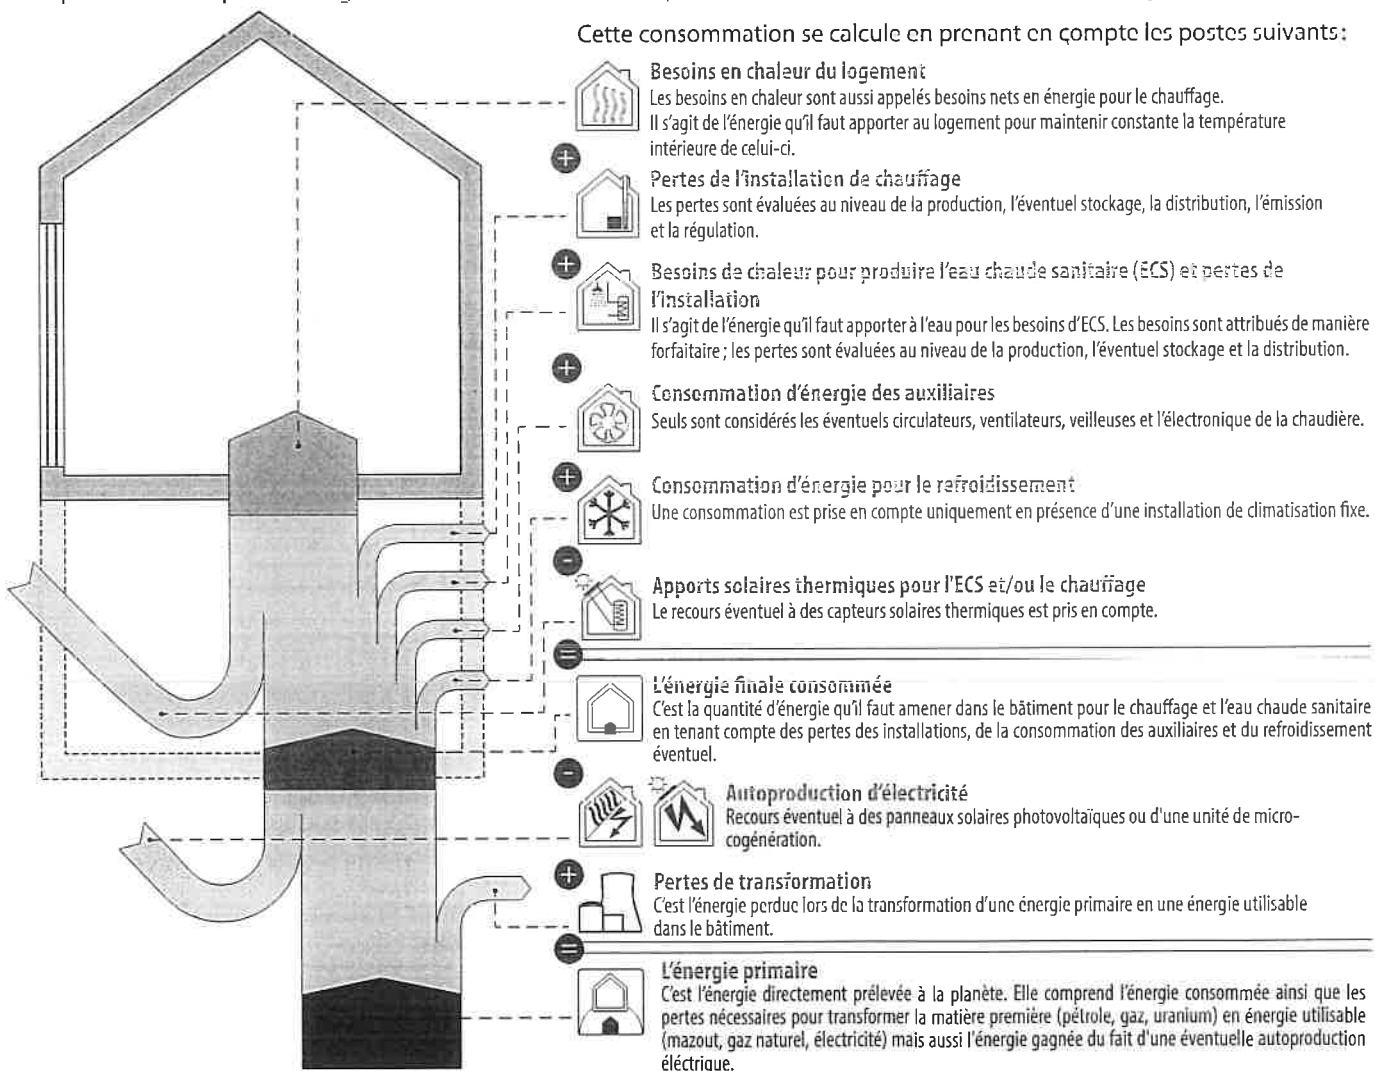 Cette consommation se calcule en prenant en compte les postes suivants :
Besoins en chaleur du logement
Les besoins en chaleur sont aussi appelés besoins nets en énergie pour le chauffage.
Il s'agit de l'énergie qu'il faut apporter au logement pour maintenir constante la température
intérieure de celui-ci.
+
Pertes de l'installation de chauffage
Les pertes sont évaluées au niveau de la production, l'éventuel stockage, la distribution, l'émission
et la régulation.
+
Besoins de chaleur pour produire l'eau chaude sanitaire (ECS) et pertes de
l'installation
Il s'agit de l'énergie qu'il faut apporter à l'eau pour les besoins d'ECS. Les besoins sont attribués de manière
forfaitaire ; les pertes sont évaluées au niveau de la production, l'éventuel stockage et la distribution.
+
Consommation d'énergie des auxiliaires
Seuls sont considérés les éventuels circulateurs, ventilateurs, veilleuses et l'électronique de la chaudière.
+
Consommation d'énergie pour le refroidissement
Une consommation est prise en compte uniquement en présence d'une installation de climatisation fixe.
-
Apports solaires thermiques pour l'ECS et/ou le chauffage
Le recours éventuel à des capteurs solaires thermiques est pris en compte.
=
L'énergie finale consommée
C'est la quantité d'énergie qu'il faut amener dans le bâtiment pour le chauffage et l'eau chaude sanitaire
en tenant compte des pertes des installations, de la consommation des auxiliaires et du refroidissement
éventuel.
-
Autoproduction d'électricité
Recours éventuel à des panneaux solaires photovoltaïques ou d'une unité de micro-
cogénération.
+
Pertes de transformation
C'est l'énergie perdue lors de la transformation d'une énergie primaire en une énergie utilisable
dans le bâtiment.
=
L'énergie primaire
C'est l'énergie directement prélevée à la planète. Elle comprend l'énergie consommée ainsi que les
pertes nécessaires pour transformer la matière première (pétrole, gaz, uranium) en énergie utilisable
(mazout, gaz naturel, électricité) mais aussi l'énergie gagnée du fait d'une éventuelle autoproduction
éléctrique.